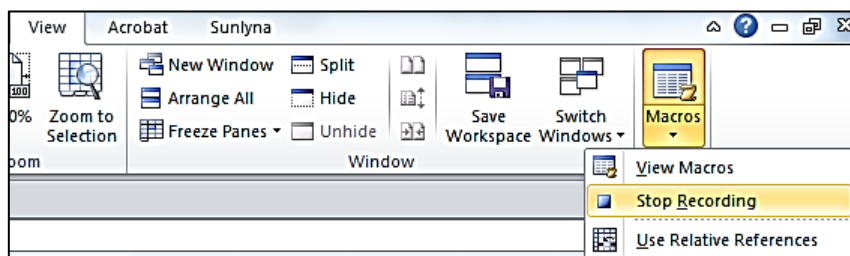 View Acrobat Sunlyna
100
0% Zoom to Selection
New Window Split
Arrange All Hide
Freeze Panes Unhide
Save Workspace
Switch Windows
Macros
oom Window
View Macros
Stop Recording
Use Relative References